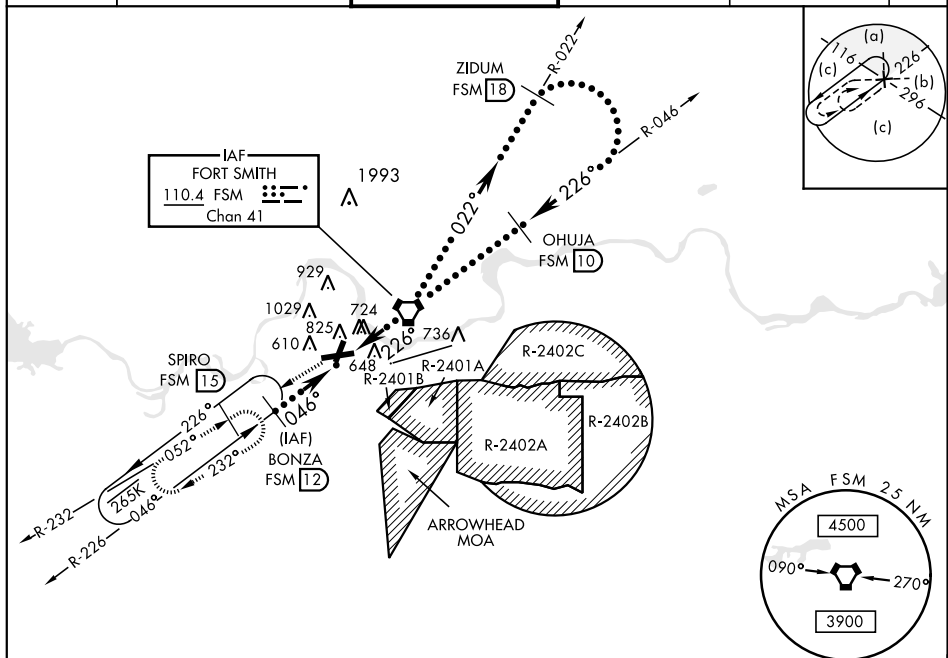 ZIDUM
FSM 18
R-022
R-046
(a)
116
226
(c)
(b)
296
(c)
IAF
FORT SMITH
110.4 FSM
Chan 41
1993
022°
226°
OHUJA
FSM 10
929
1029
724
825
610
736
648
226°
R-2402C
R-2401A
R-2401B
R-2402B
R-2402A
SPIRO
FSM 15
226°
052°
046°
232°
(IAF)
BONZA
FSM 12
265K
046°
R-232
R-226
ARROWHEAD
MOA
MSA FSM 25 NM
4500
090°
270°
3900